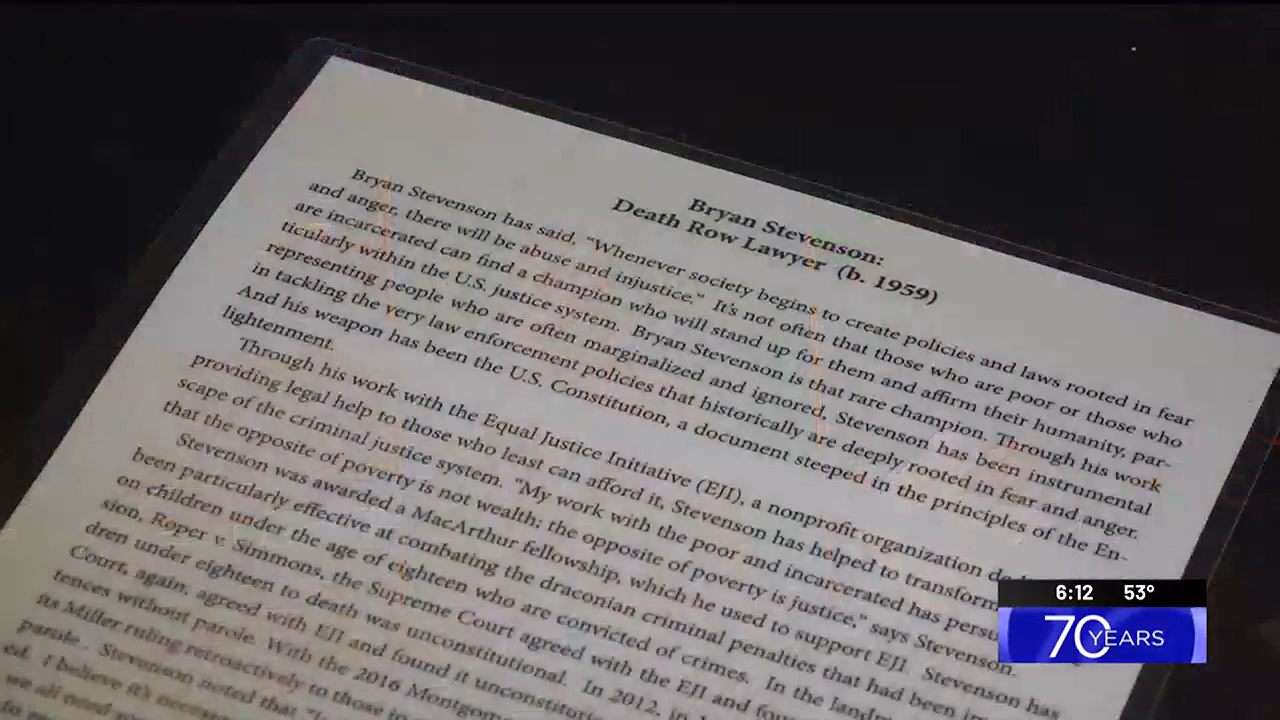 Bryan Stevenson:
Death Row Lawyer (b. 1959)
Bryan Stevenson has said, "Whenever society begins to create policies and laws rooted in fear
and anger, there will be abuse and injustice." It's not often that those who are poor or those who
are incarcerated can find a champion who will stand up for them and affirm their humanity, par-
ticularly within the U.S. justice system. Bryan Stevenson is that rare champion. Through his work
representing people who are often marginalized and ignored, Stevenson has been instrumental
in tackling the very law enforcement policies that historically are deeply rooted in fear and anger.
And his weapon has been the U.S. Constitution, a document steeped in the principles of the En-
lightenment.
Through his work with the Equal Justice Initiative (EJI), a nonprofit organization
providing legal help to those who least can afford it, Stevenson has helped to transform
scape of the criminal justice system. "My work with the poor and incarcerated has
that the opposite of poverty is not wealth; the opposite of poverty is justice," says Stevenson.
Stevenson was awarded a MacArthur fellowship, which he used to support EJI. Stevenson has
been particularly effective at combating the draconian criminal penalties that had been
on children under the age of eighteen who are convicted of crimes. In the
sion, Roper v. Simmons, the Supreme Court agreed with the EJI and
dren under eighteen to death was unconstitutional. In 2012, in
Court, again, agreed with EJI and found it
tences without parole. With the 2016
its Miller ruling retroactively to those
parole. Stevenson noted that
ed. I believe it's
we all need
6:12 53°
70 YEARS